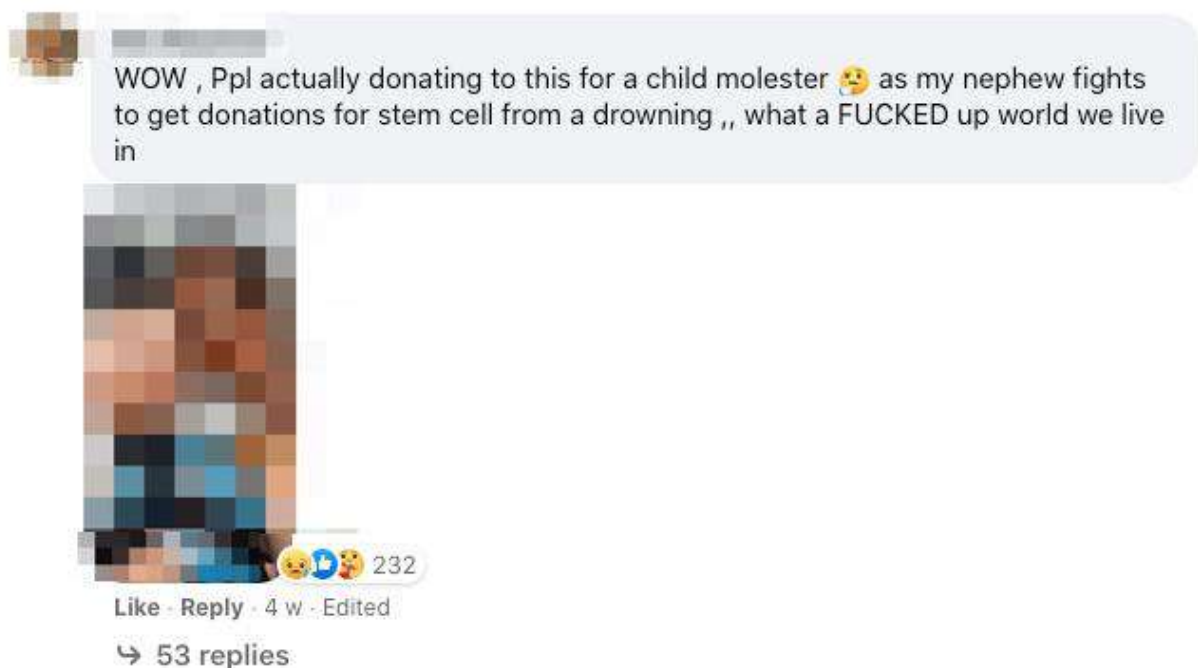 WOW , Ppl actually donating to this for a child molester 🤔 as my nephew fights
to get donations for stem cell from a drowning ,, what a FUCKED up world we live
in
232
Like · Reply · 4 w · Edited
53 replies